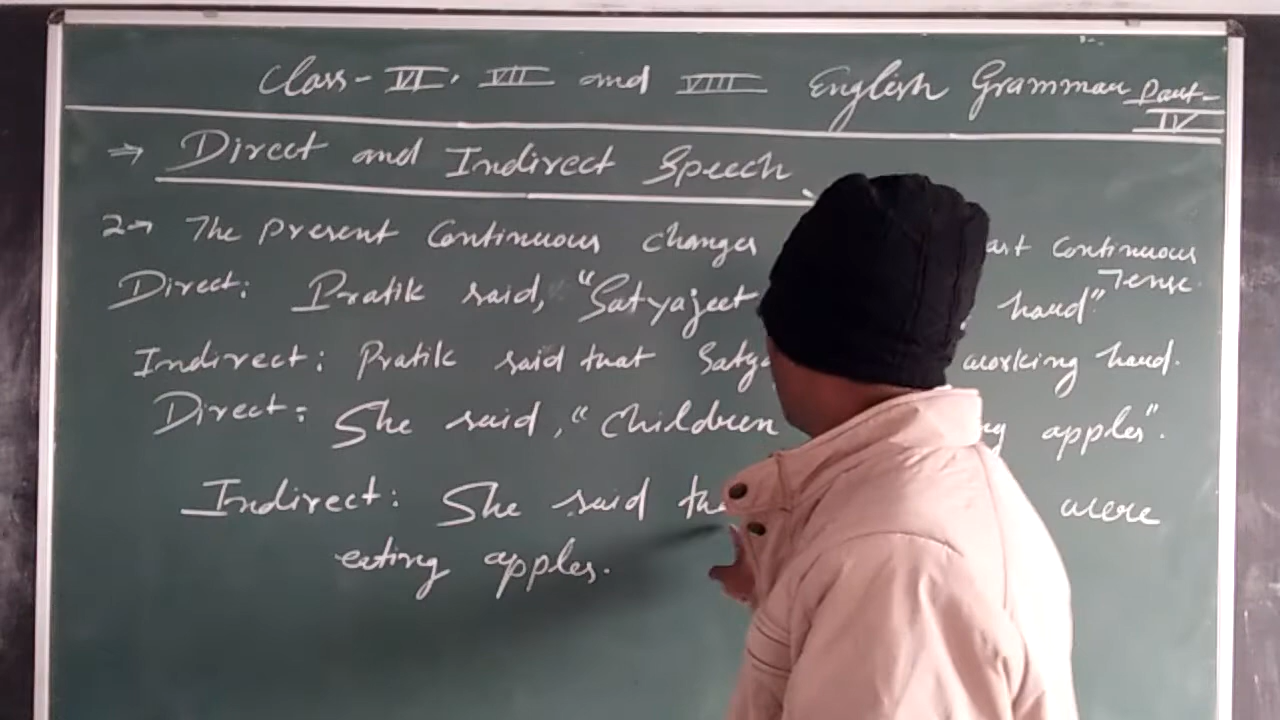 Class - VI, VII and VIII English Grammar Part - IV
⇒ Direct and Indirect Speech
2→ The Present Continuous changes ast Continuous Tense.
Direct: Pratik said, "Satyajeet hard"
Indirect: Pratik said that Satya working hard.
Direct: She said, "Children apples".
Indirect: She said were
eating apples.